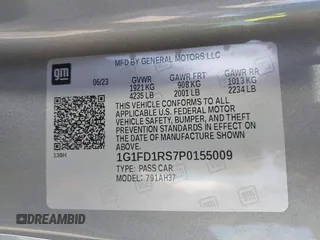 gm
MFD BY GENERAL MOTORS LLC
06/23 GVWR GAWR FRT GAWR RR
1921 KG 908 KG 1013 KG
4235 LB 2001 LB 2234 LB
THIS VEHICLE CONFORMS TO ALL
APPLICABLE U.S. FEDERAL MOTOR
VEHICLE SAFETY, BUMPER, AND THEFT
PREVENTION STANDARDS IN EFFECT ON THE
DATE OF MANUFACTURE SHOWN ABOVE.
1G1FD1RS7P0155009
TYPE: PASS CAR
MODEL: 791AH37
DREAMBID